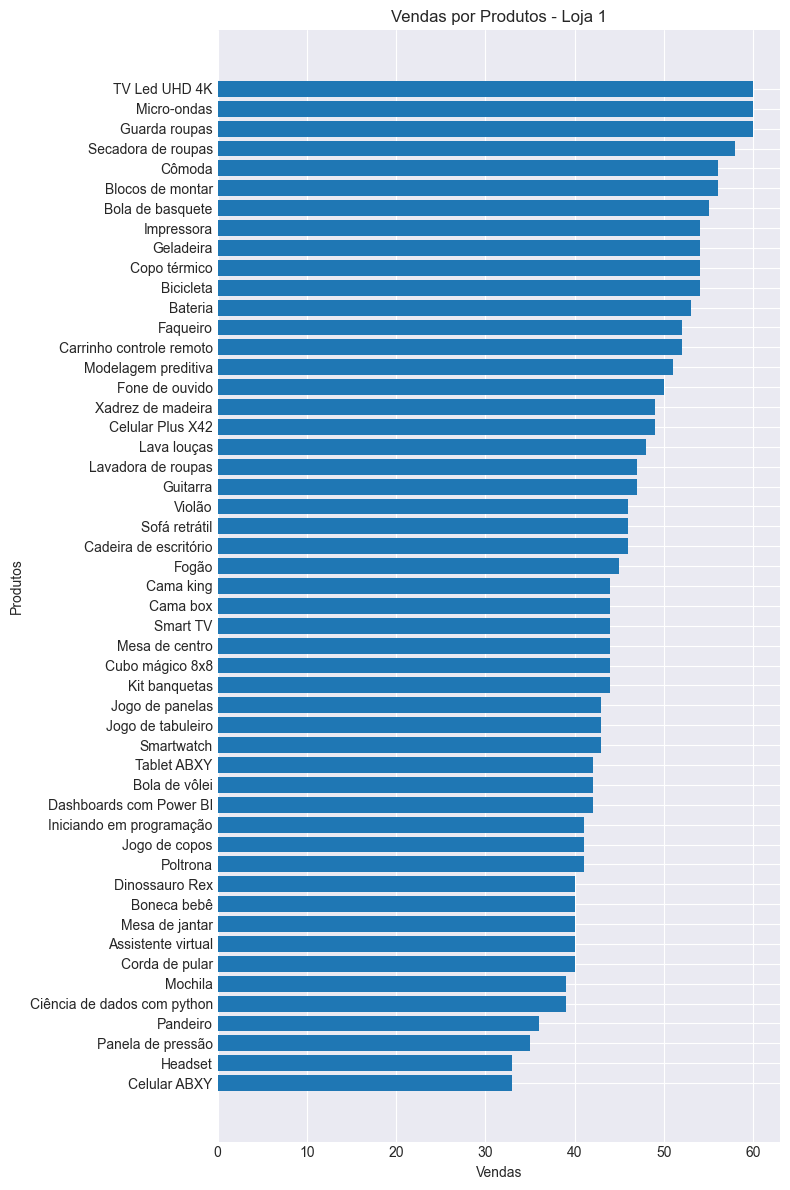 Vendas por Produtos - Loja 1
Produtos
TV Led UHD 4K
Micro-ondas
Guarda roupas
Secadora de roupas
Cômoda
Blocos de montar
Bola de basquete
Impressora
Geladeira
Copo térmico
Bicicleta
Bateria
Faqueiro
Carrinho controle remoto
Modelagem preditiva
Fone de ouvido
Xadrez de madeira
Celular Plus X42
Lava louças
Lavadora de roupas
Guitarra
Violão
Sofá retrátil
Cadeira de escritório
Fogão
Cama king
Cama box
Smart TV
Mesa de centro
Cubo mágico 8x8
Kit banquetas
Jogo de panelas
Jogo de tabuleiro
Smartwatch
Tablet ABXY
Bola de vôlei
Dashboards com Power BI
Iniciando em programação
Jogo de copos
Poltrona
Dinossauro Rex
Boneca bebê
Mesa de jantar
Assistente virtual
Corda de pular
Mochila
Ciência de dados com python
Pandeiro
Panela de pressão
Headset
Celular ABXY
0 10 20 30 40 50 60
Vendas